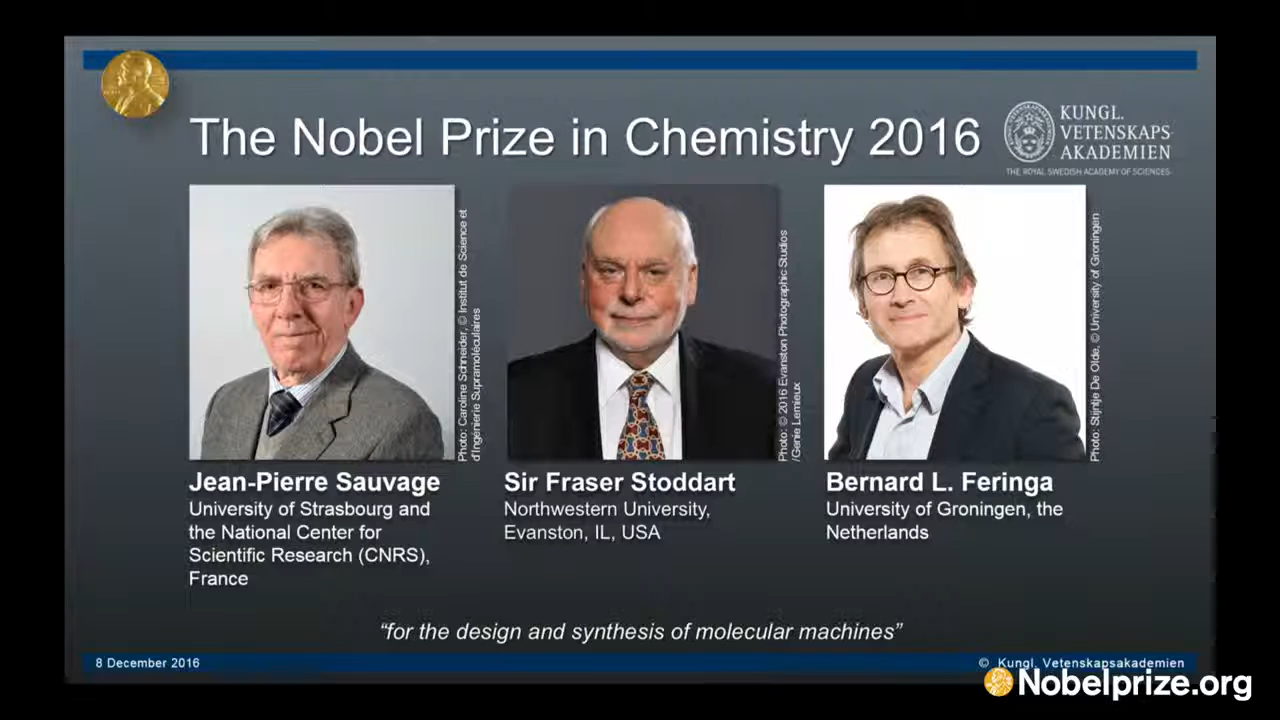 The Nobel Prize in Chemistry 2016
KUNGL.
VETENSKAPS
AKADEMIEN
THE ROYAL SWEDISH ACADEMY OF SCIENCES
Photo: Caroline Schneider, © Institut de Science et
d'Ingénierie Supramoléculaires
Photo: © 2016 Evanston Photographic Studios
/Genie Lemieux
Photo: Stijntje De Olde, © University of Groningen
Jean-Pierre Sauvage
University of Strasbourg and
the National Center for
Scientific Research (CNRS),
France
Sir Fraser Stoddart
Northwestern University,
Evanston, IL, USA
Bernard L. Feringa
University of Groningen, the
Netherlands
“for the design and synthesis of molecular machines”
8 December 2016
© Kungl. Vetenskapsakademien
Nobelprize.org